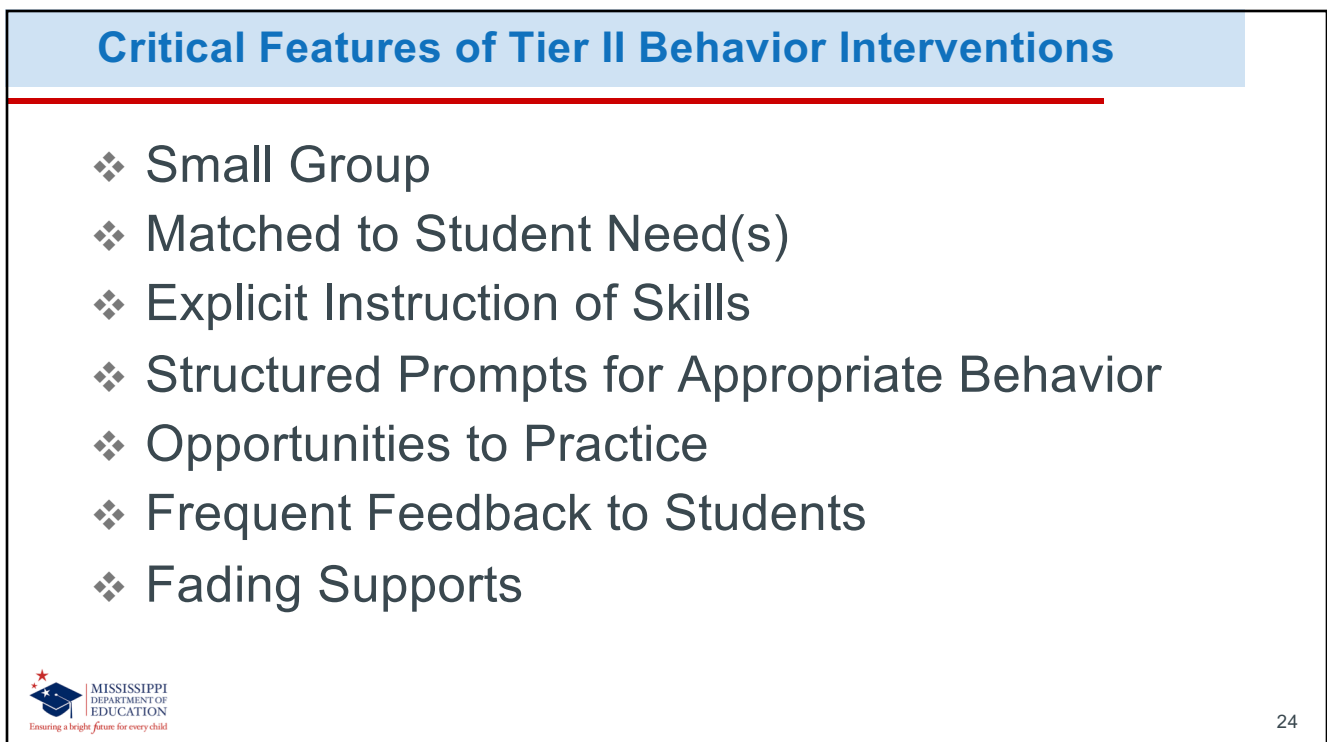 Critical Features of Tier II Behavior Interventions
❖ Small Group
❖ Matched to Student Need(s)
❖ Explicit Instruction of Skills
❖ Structured Prompts for Appropriate Behavior
❖ Opportunities to Practice
❖ Frequent Feedback to Students
❖ Fading Supports
MISSISSIPPI
DEPARTMENT OF
EDUCATION
Ensuring a bright future for every child
24